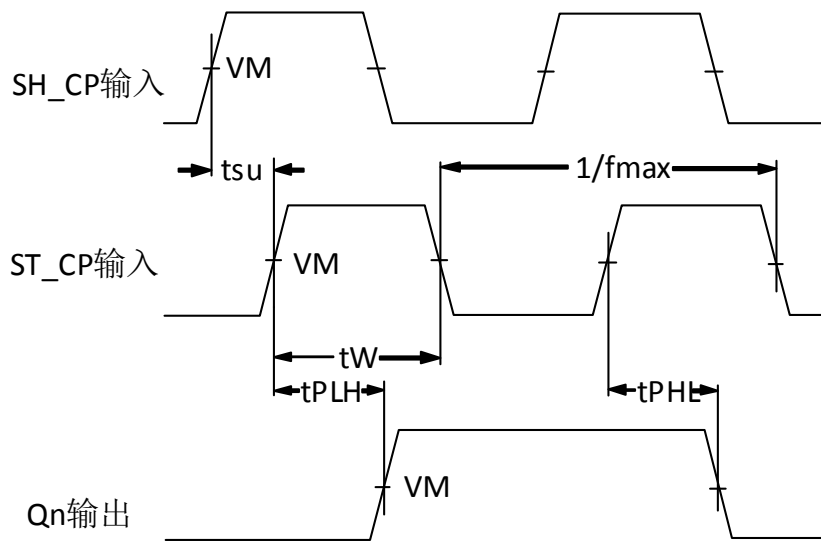 SH_CP输入
VM
tsu
1/fmax
ST_CP输入
VM
tW
tPLH
tPHL
Qn输出
VM